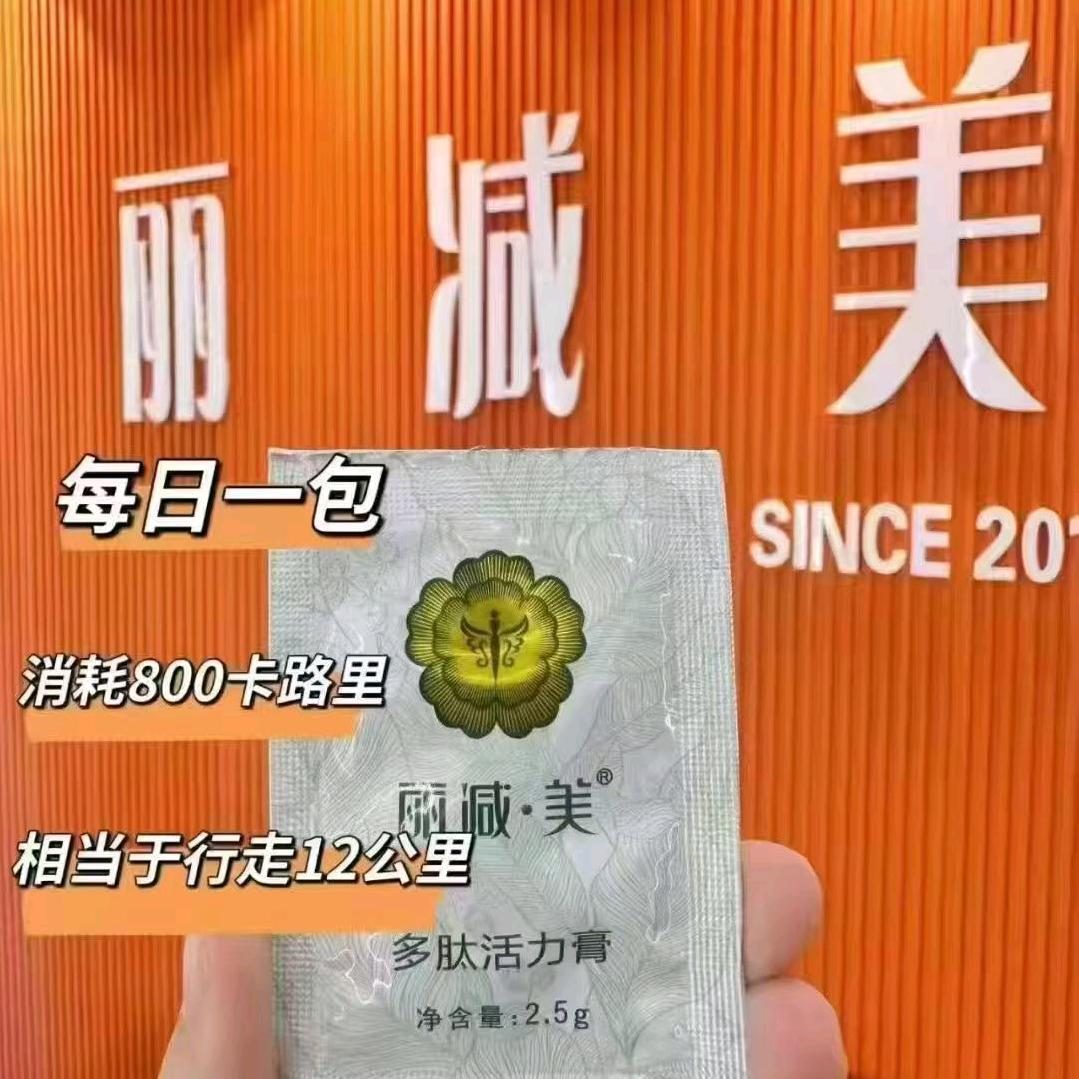 丽减美
SINCE 201
每日一包
消耗800卡路里
丽减·美®
相当于行走12公里
多肽活力膏
净含量:2.5g